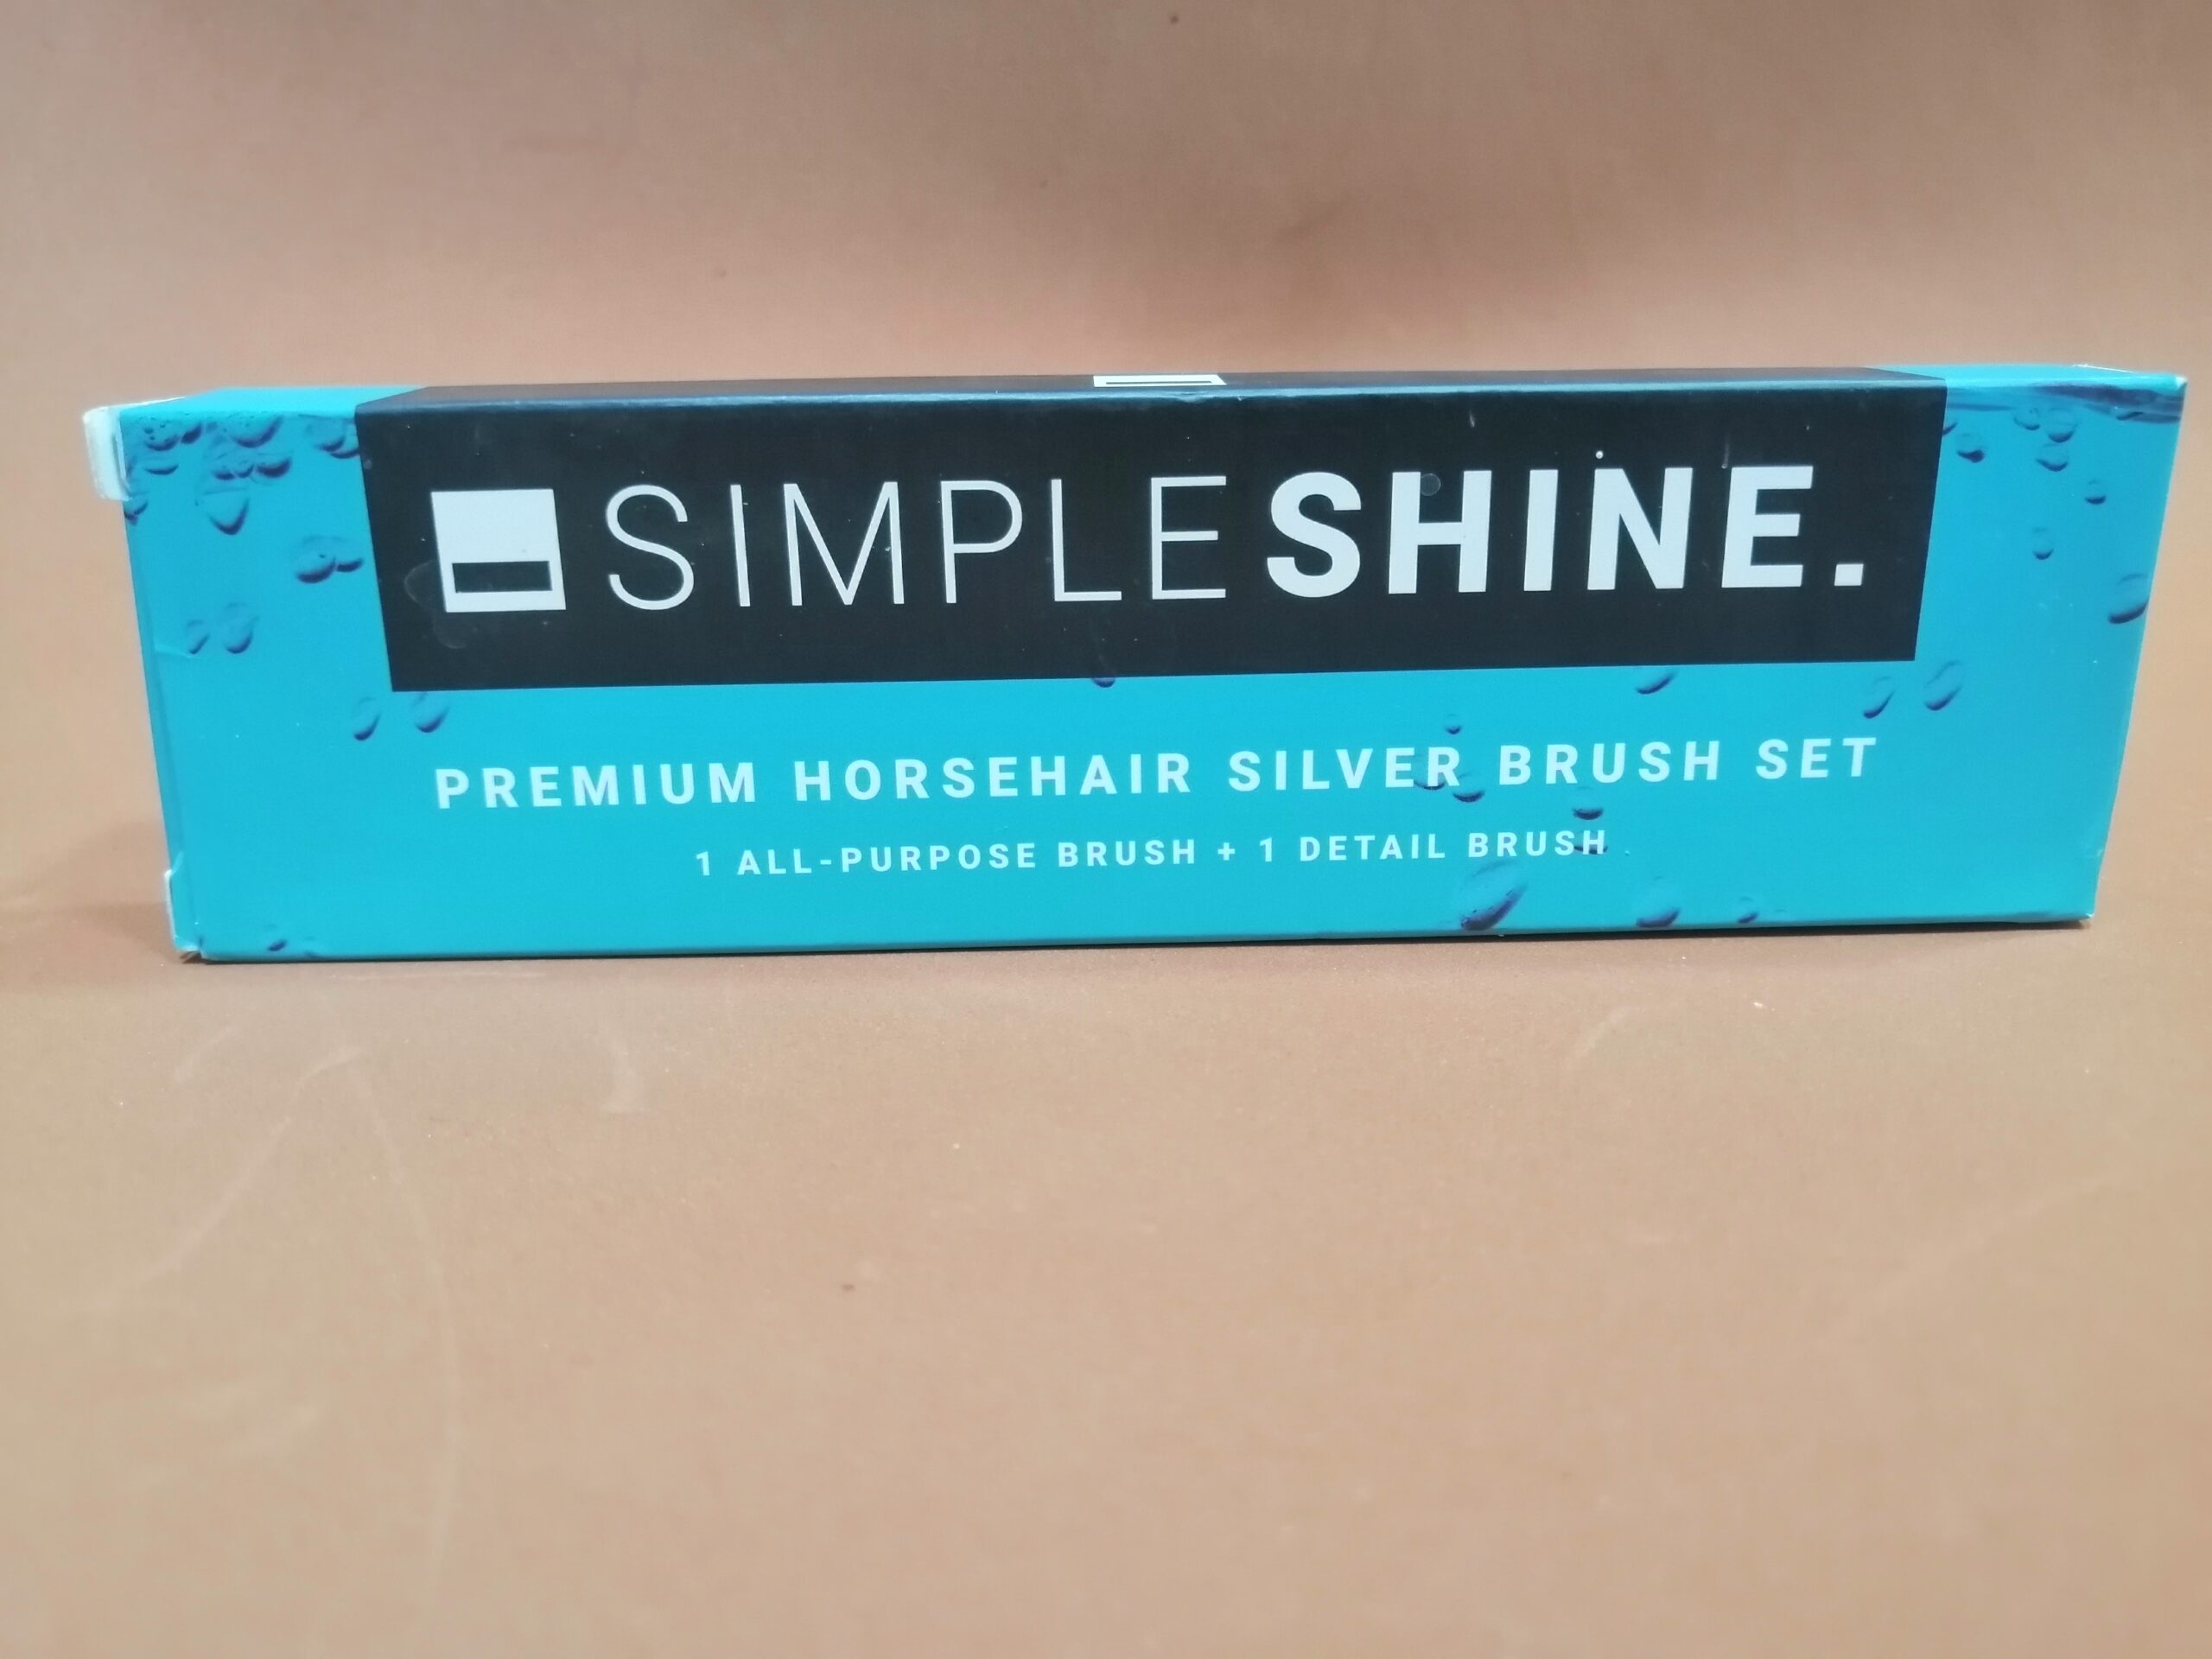 SIMPLESHINE.
PREMIUM HORSEHAIR SILVER BRUSH SET
1 ALL-PURPOSE BRUSH + 1 DETAIL BRUSH